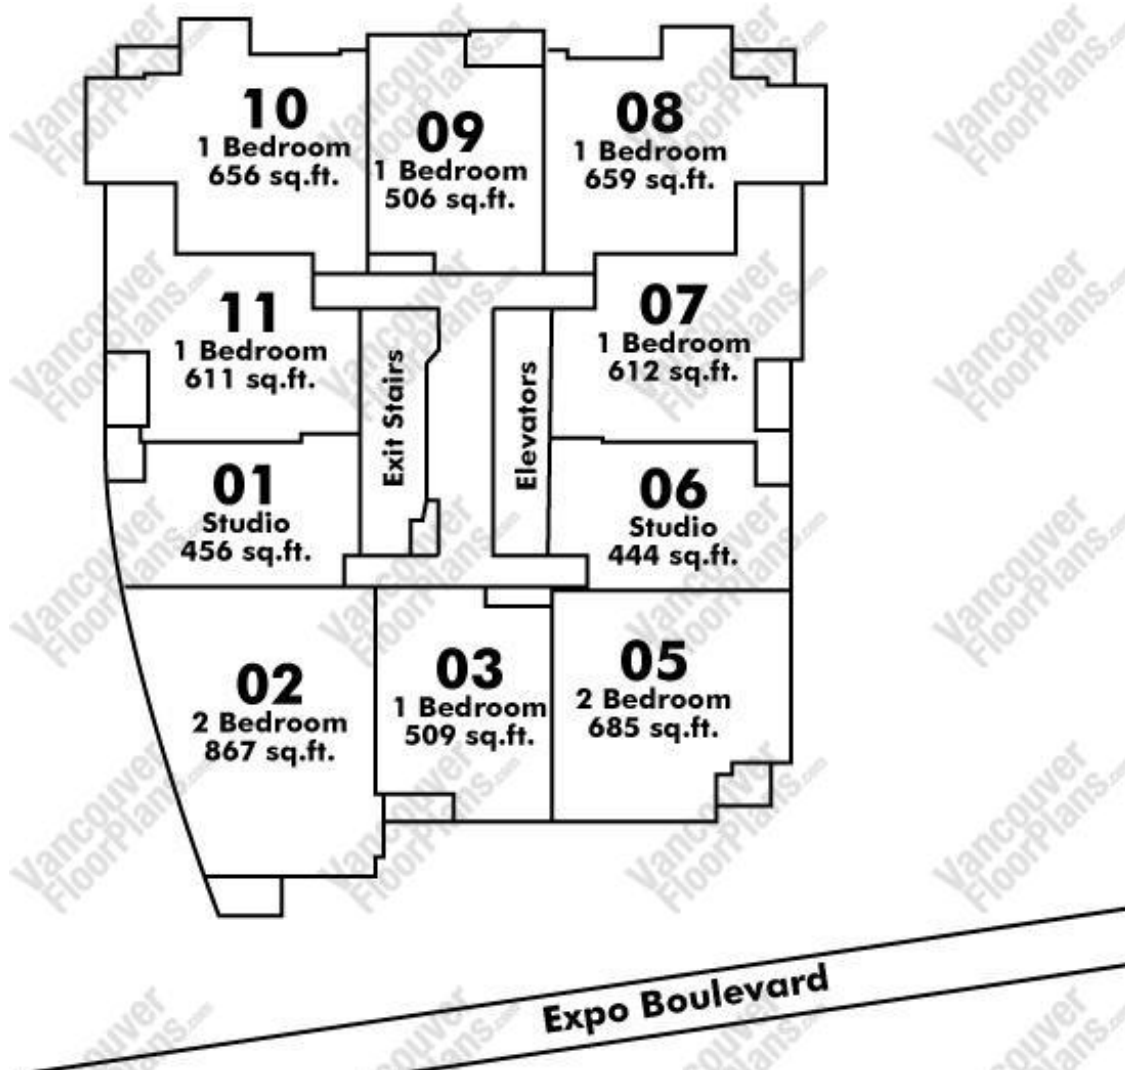 10
1 Bedroom
656 sq.ft.
09
1 Bedroom
506 sq.ft.
08
1 Bedroom
659 sq.ft.
11
1 Bedroom
611 sq.ft.
Exit Stairs
Elevators
07
1 Bedroom
612 sq.ft.
01
Studio
456 sq.ft.
06
Studio
444 sq.ft.
02
2 Bedroom
867 sq.ft.
03
1 Bedroom
509 sq.ft.
05
2 Bedroom
685 sq.ft.
Expo Boulevard
Vancouver
FloorPlans.com